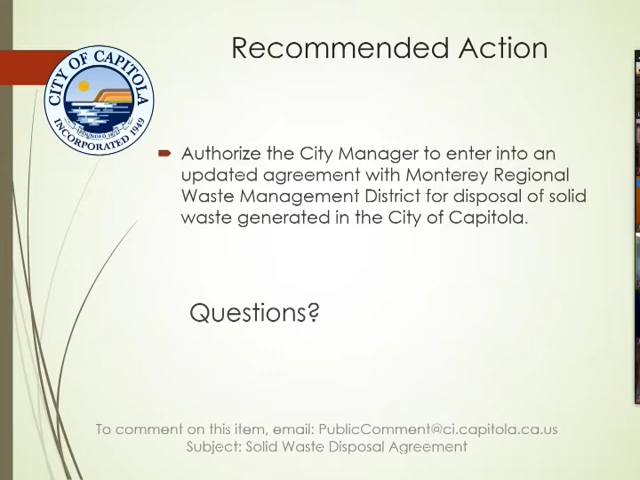 Recommended Action
CITY OF CAPITOLA
INCORPORATED 1949
Authorize the City Manager to enter into an
updated agreement with Monterey Regional
Waste Management District for disposal of solid
waste generated in the City of Capitola.
Questions?
To comment on this item, email: PublicComment@ci.capitola.ca.us
Subject: Solid Waste Disposal Agreement